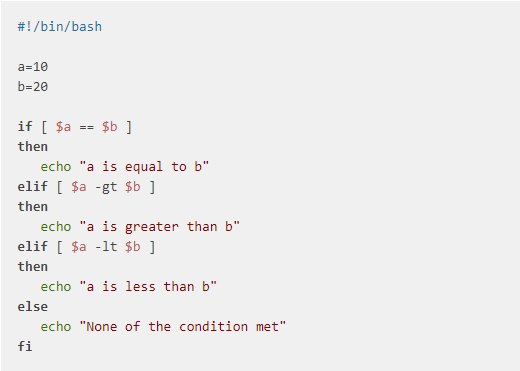 #!/bin/bash
a=10
b=20
if [ $a == $b ]
then
   echo "a is equal to b"
elif [ $a -gt $b ]
then
   echo "a is greater than b"
elif [ $a -lt $b ]
then
   echo "a is less than b"
else
   echo "None of the condition met"
fi